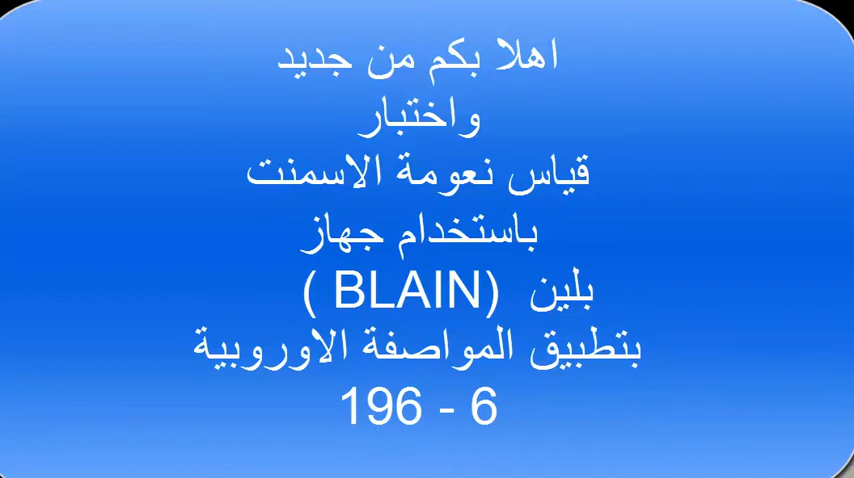 اهلا بكم من جديد
واختبار
قياس نعومة الاسمنت
باستخدام جهاز
بلين (BLAIN )
بتطبيق المواصفة الاوروبية
196 - 6